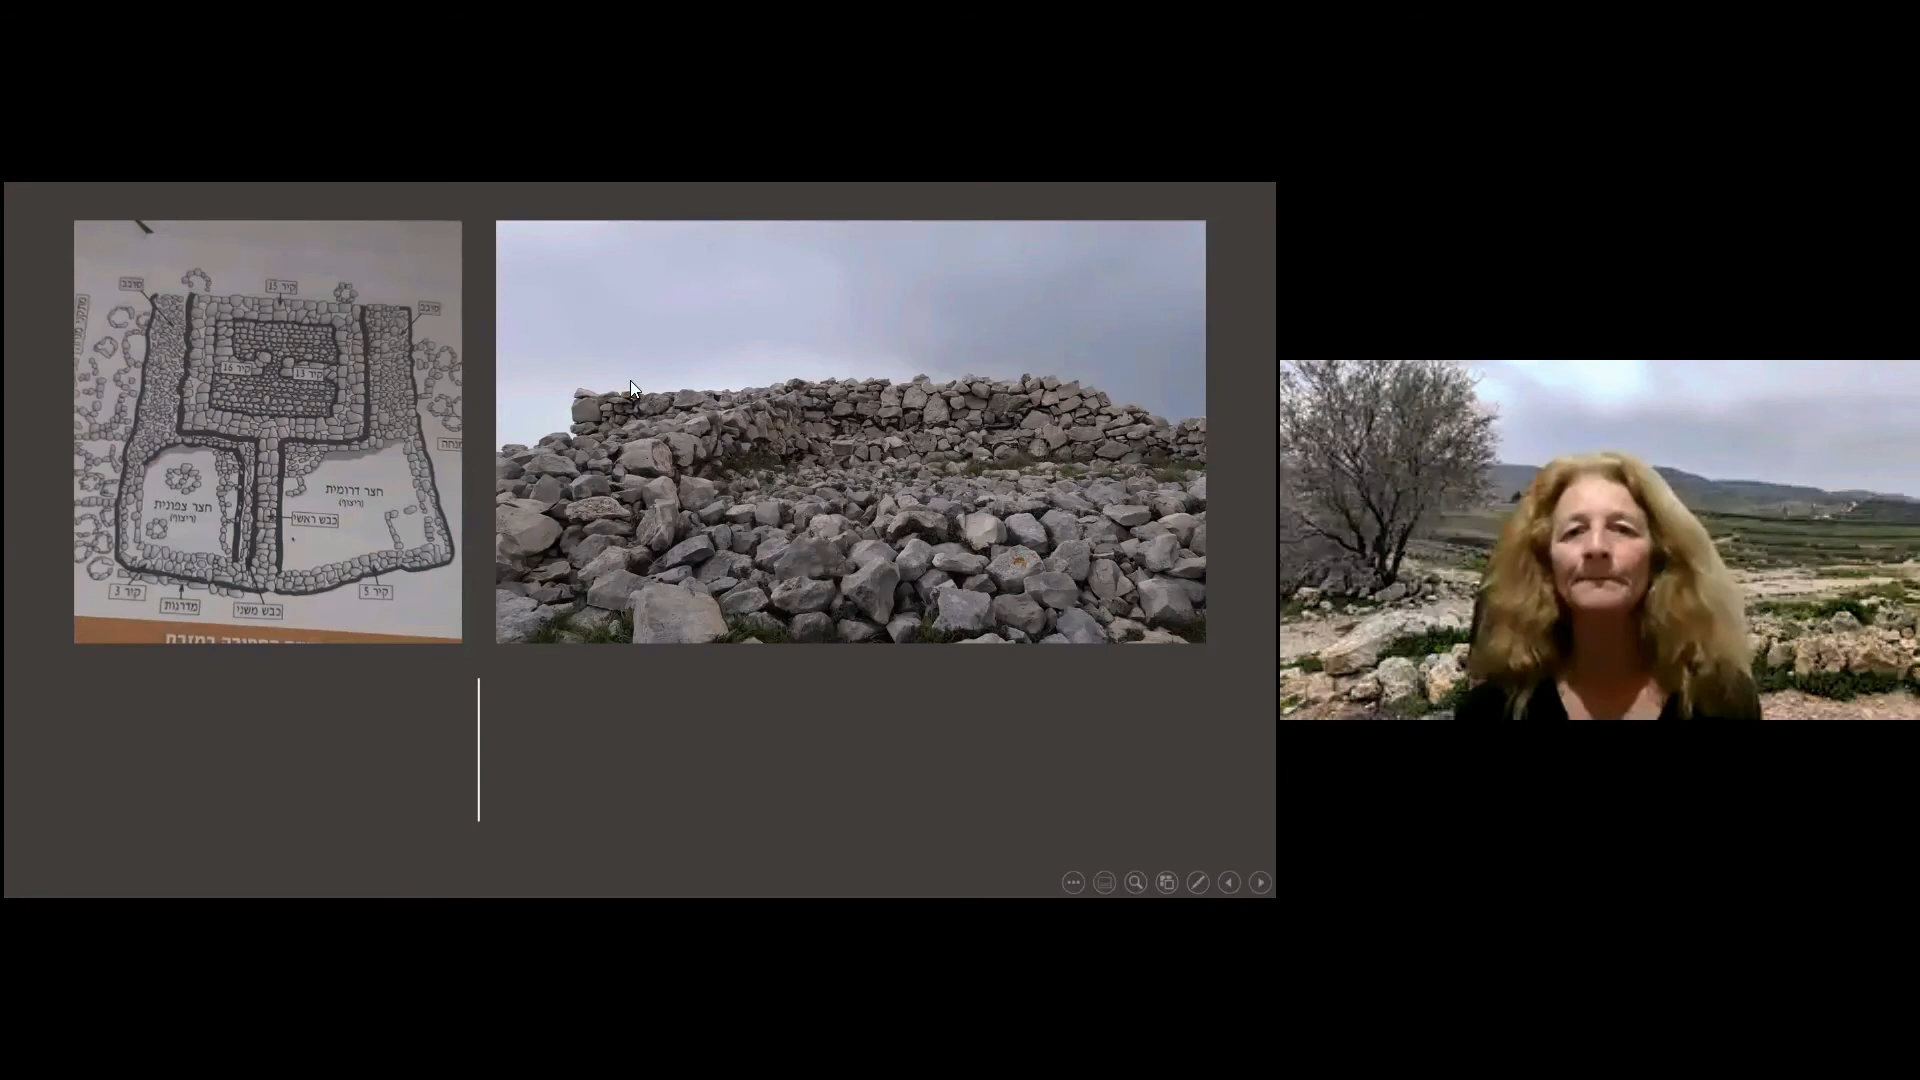 קיר 15
סובב
סובב
קיר 16
קיר 13
חצר דרומית
(ריצוף)
חצר צפונית
(ריצוף)
כבש ראשי
קיר 3
מדרגות
כבש משני
קיר 5